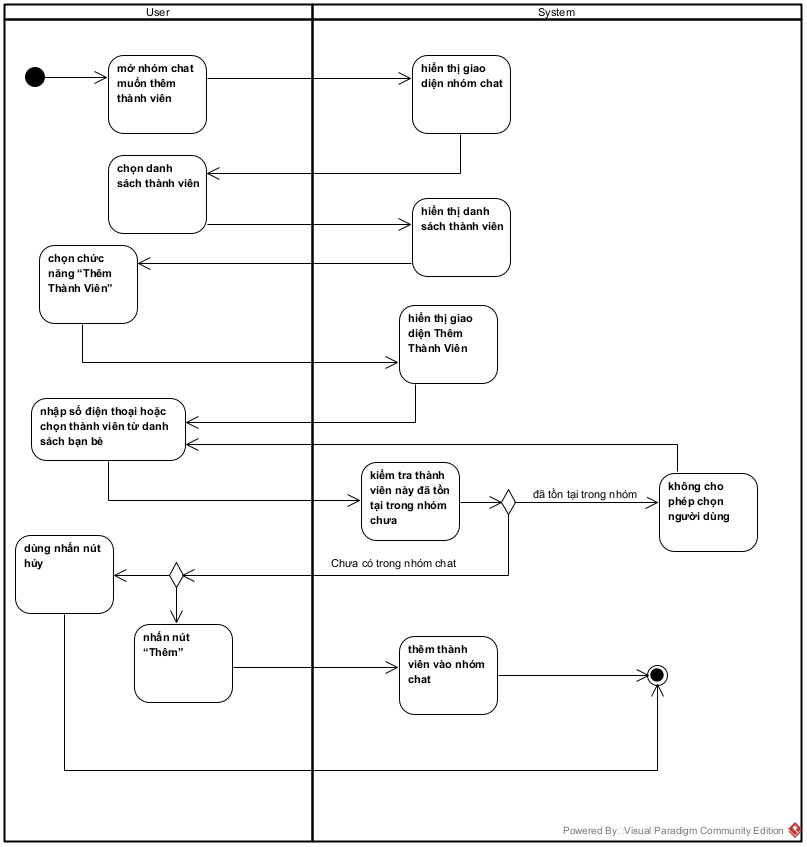 User
System
mở nhóm chat
muốn thêm
thành viên
hiển thị giao
diện nhóm chat
chọn danh
sách thành viên
hiển thị danh
sách thành viên
chọn chức
năng “Thêm
Thành Viên”
hiển thị giao
diện Thêm
Thành Viên
nhập số điện thoại hoặc
chọn thành viên từ danh
sách bạn bè
kiểm tra thành
viên này đã tồn
tại trong nhóm
chưa
đã tồn tại trong nhóm
không cho
phép chọn
người dùng
Chưa có trong nhóm chat
dùng nhấn nút
hủy
nhấn nút
“Thêm”
thêm thành
viên vào nhóm
chat
Powered By Visual Paradigm Community Edition